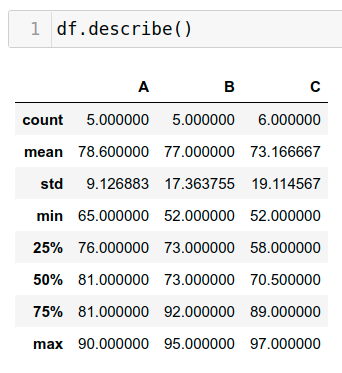 1 df.describe()
A B C
count 5.000000 5.000000 6.000000
mean 78.600000 77.000000 73.166667
std 9.126883 17.363755 19.114567
min 65.000000 52.000000 52.000000
25% 76.000000 73.000000 58.000000
50% 81.000000 73.000000 70.500000
75% 81.000000 92.000000 89.000000
max 90.000000 95.000000 97.000000